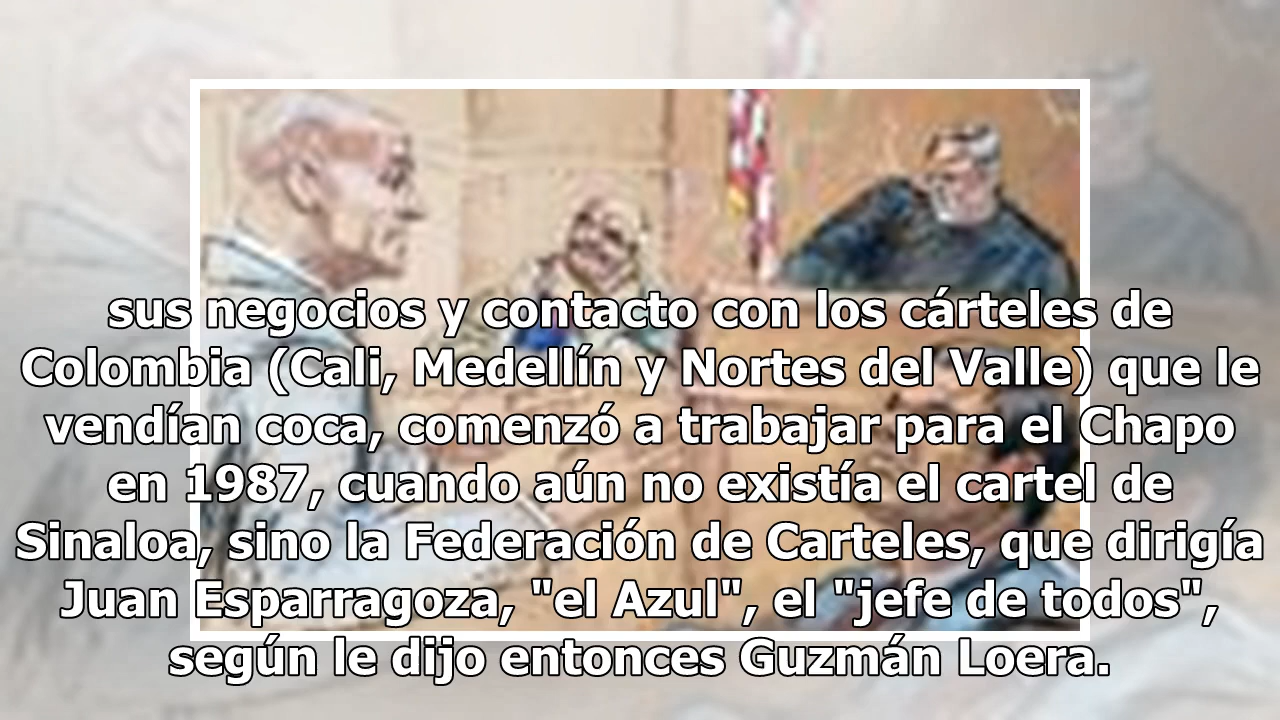 sus negocios y contacto con los cárteles de
Colombia (Cali, Medellín y Nortes del Valle) que le
vendían coca, comenzó a trabajar para el Chapo
en 1987, cuando aún no existía el cartel de
Sinaloa, sino la Federación de Carteles, que dirigía
Juan Esparragoza, "el Azul", el "jefe de todos",
según le dijo entonces Guzmán Loera.